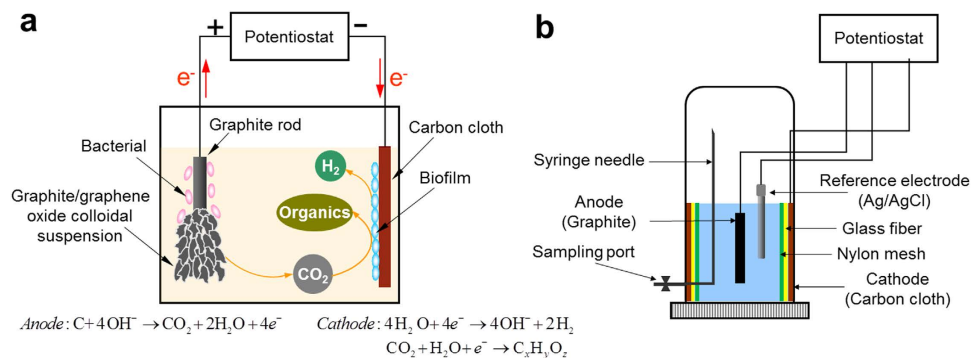 a
+
Potentiostat
−
e⁻
e⁻
Graphite rod
Carbon cloth
Bacterial
H₂
Biofilm
Graphite/graphene
oxide colloidal
suspension
Organics
CO₂
Anode: C+4OH⁻ → CO₂+2H₂O+4e⁻
Cathode: 4H₂O+4e⁻ → 4OH⁻+2H₂
CO₂+H₂O+e⁻ → CₓHᵧO_z
b
Potentiostat
Syringe needle
Reference electrode
(Ag/AgCl)
Anode
(Graphite)
Glass fiber
Nylon mesh
Sampling port
Cathode
(Carbon cloth)